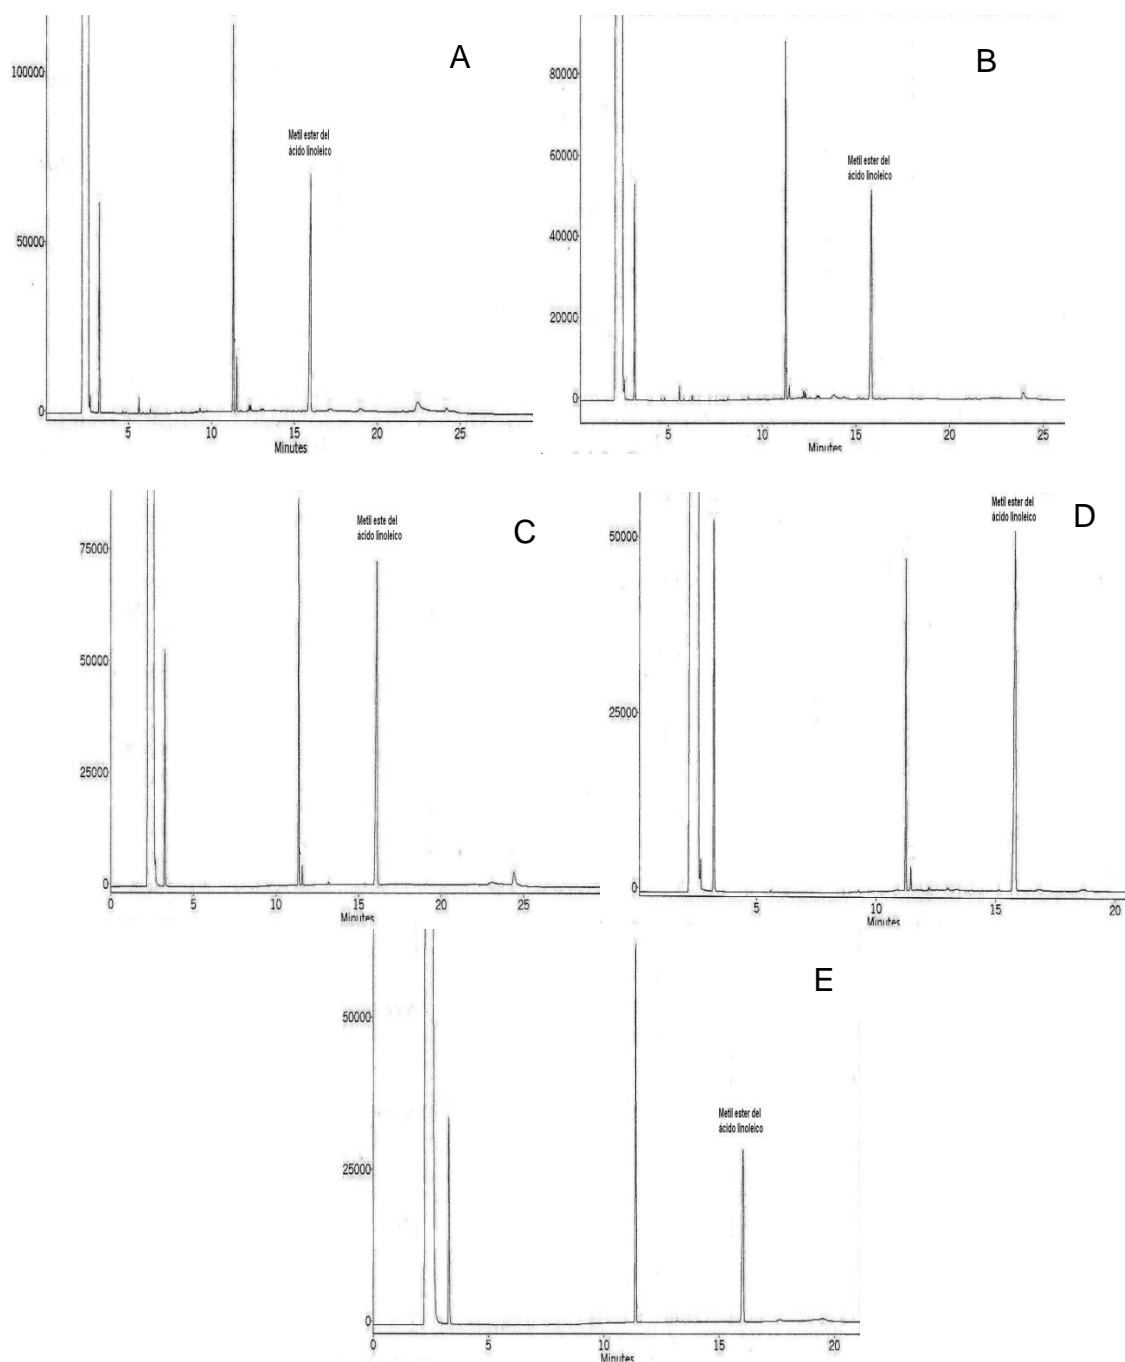 A
100000
50000
0
Metil ester del
ácido linoleico
5 10 15 20 25
Minutes
B
80000
60000
40000
20000
0
Metil ester del
ácido linoleico
5 10 15 20 25
Minutes
C
75000
50000
25000
0
Metil este del
ácido linoleico
0 5 10 15 20 25
Minutes
D
50000
25000
0
Metil ester del
ácido linoleico
5 10 15 20
Minutes
E
50000
25000
0
Metil ester del
ácido linoleico
0 5 10 15 20
Minutes